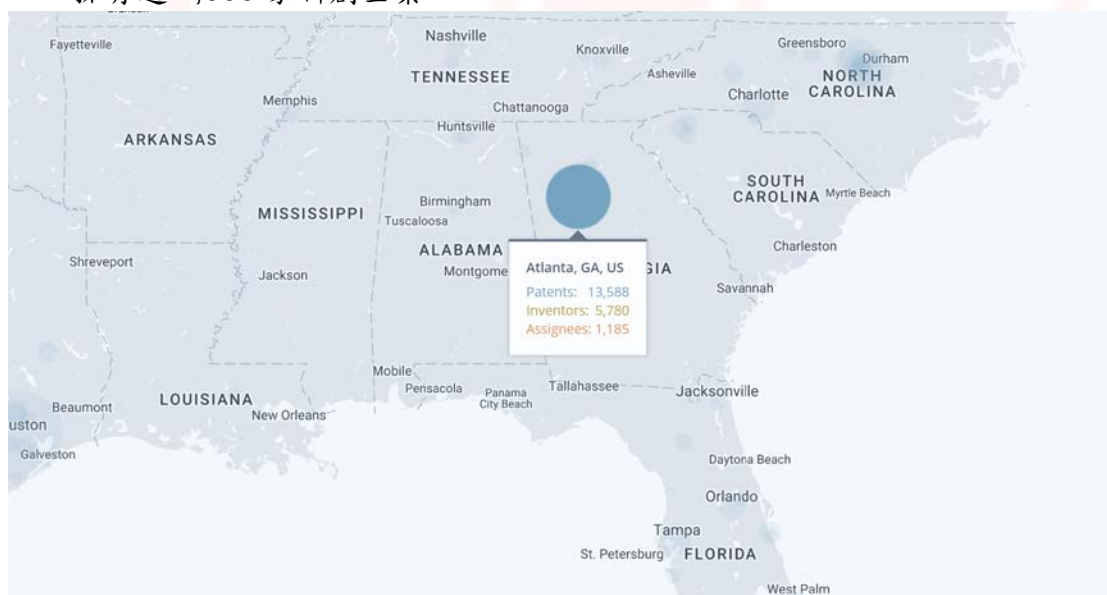 Fayetteville
Nashville
Knoxville
Greensboro
Durham
TENNESSEE
Asheville
NORTH
CAROLINA
Memphis
Charlotte
Chattanooga
Huntsville
ARKANSAS
SOUTH
CAROLINA
Myrtle Beach
Birmingham
MISSISSIPPI
Tuscaloosa
ALABAMA
Charleston
Shreveport
Jackson
Montgome
GIA
Savannah
Atlanta, GA, US
Patents: 13,588
Inventors: 5,780
Assignees: 1,185
Mobile
Pensacola
Panama
City Beach
Tallahassee
Jacksonville
LOUISIANA
Beaumont
New Orleans
uston
Galveston
Daytona Beach
Orlando
Tampa
St. Petersburg
FLORIDA
West Palm